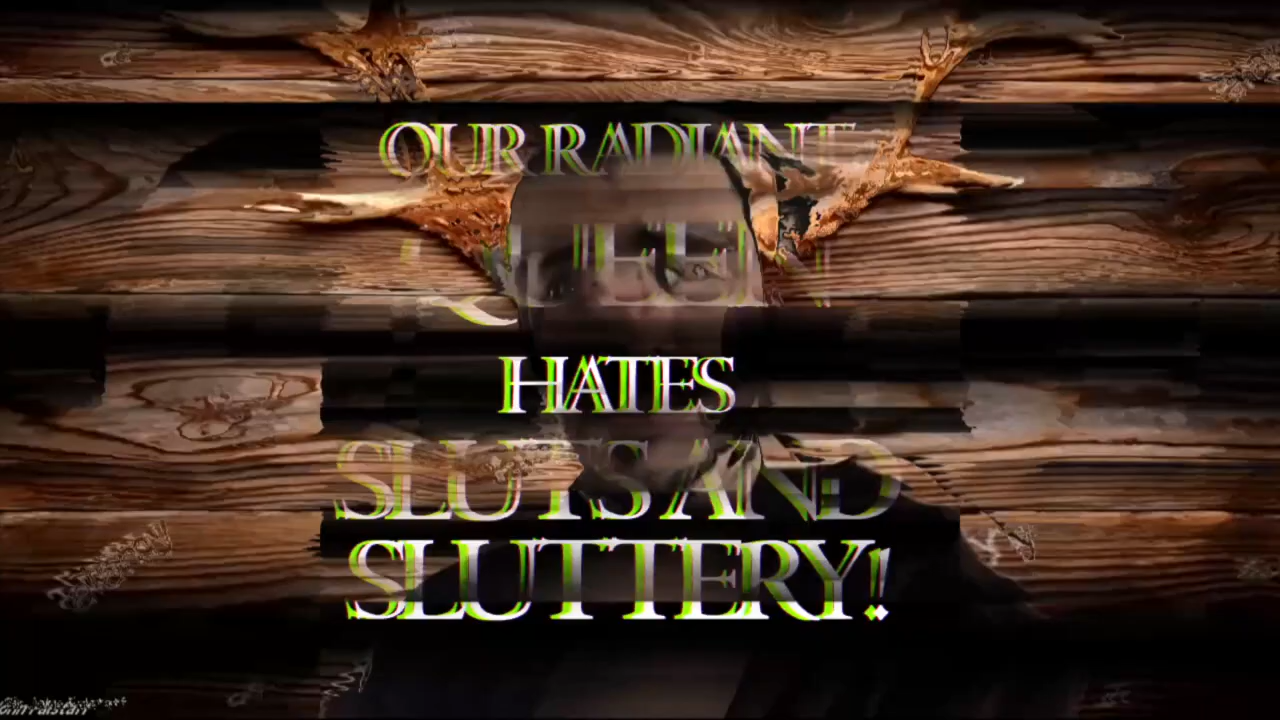 OUR RADIANT
QUEEN
HATES
SLUTS AND
SLUTTERY!